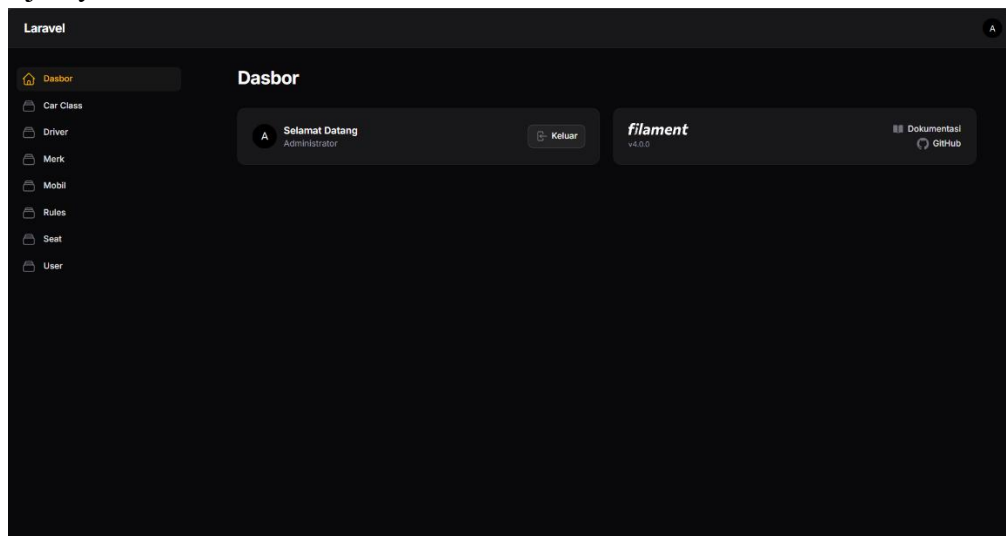 Laravel
A
Dasbor
Car Class
Driver
Merk
Mobil
Rules
Seat
User
Dasbor
A
Selamat Datang
Administrator
Keluar
filament
v4.0.0
Dokumentasi
GitHub